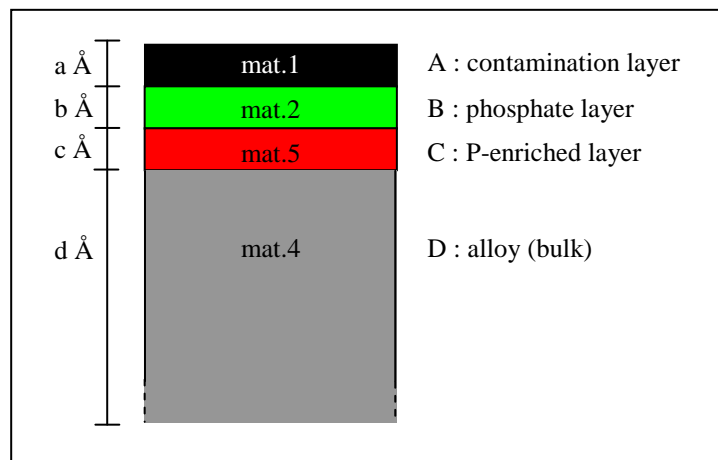 a Å mat.1 A : contamination layer
b Å mat.2 B : phosphate layer
c Å mat.5 C : P-enriched layer
d Å mat.4 D : alloy (bulk)